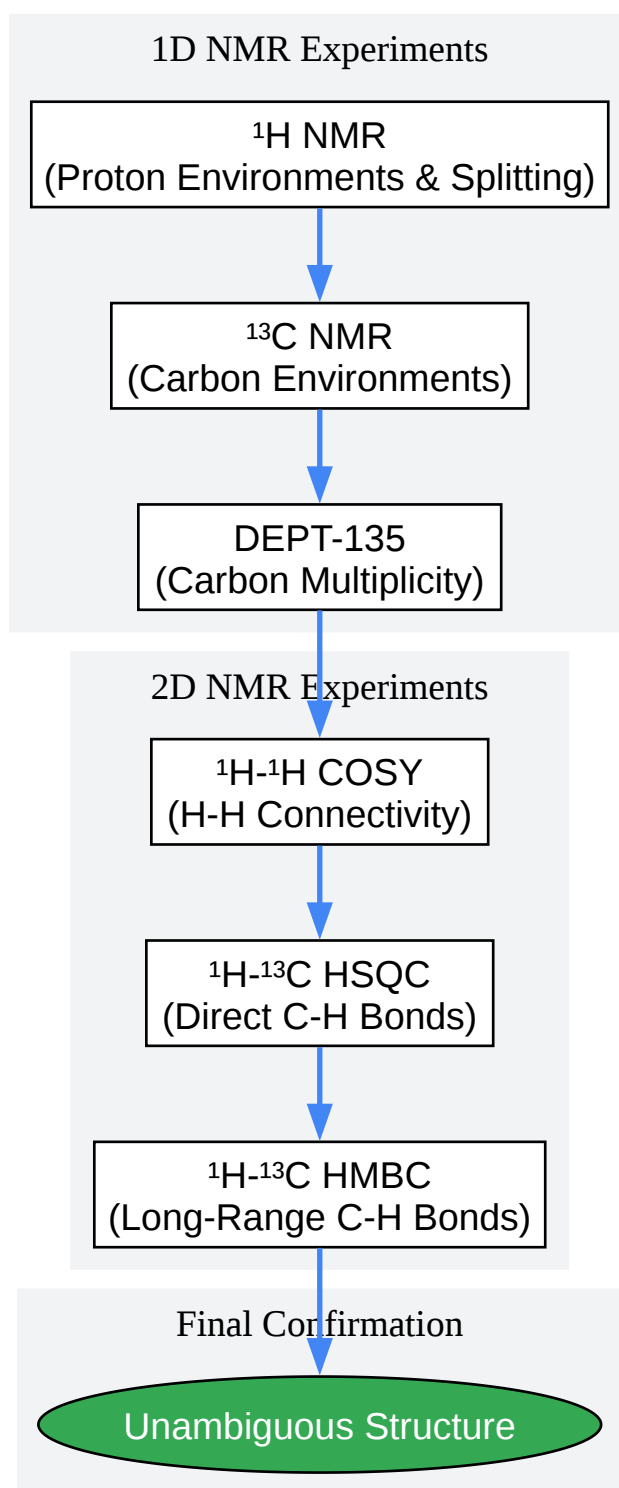 1D NMR Experiments
¹H NMR
(Proton Environments & Splitting)
¹³C NMR
(Carbon Environments)
DEPT-135
(Carbon Multiplicity)
2D NMR Experiments
¹H-¹H COSY
(H-H Connectivity)
¹H-¹³C HSQC
(Direct C-H Bonds)
¹H-¹³C HMBC
(Long-Range C-H Bonds)
Final Confirmation
Unambiguous Structure